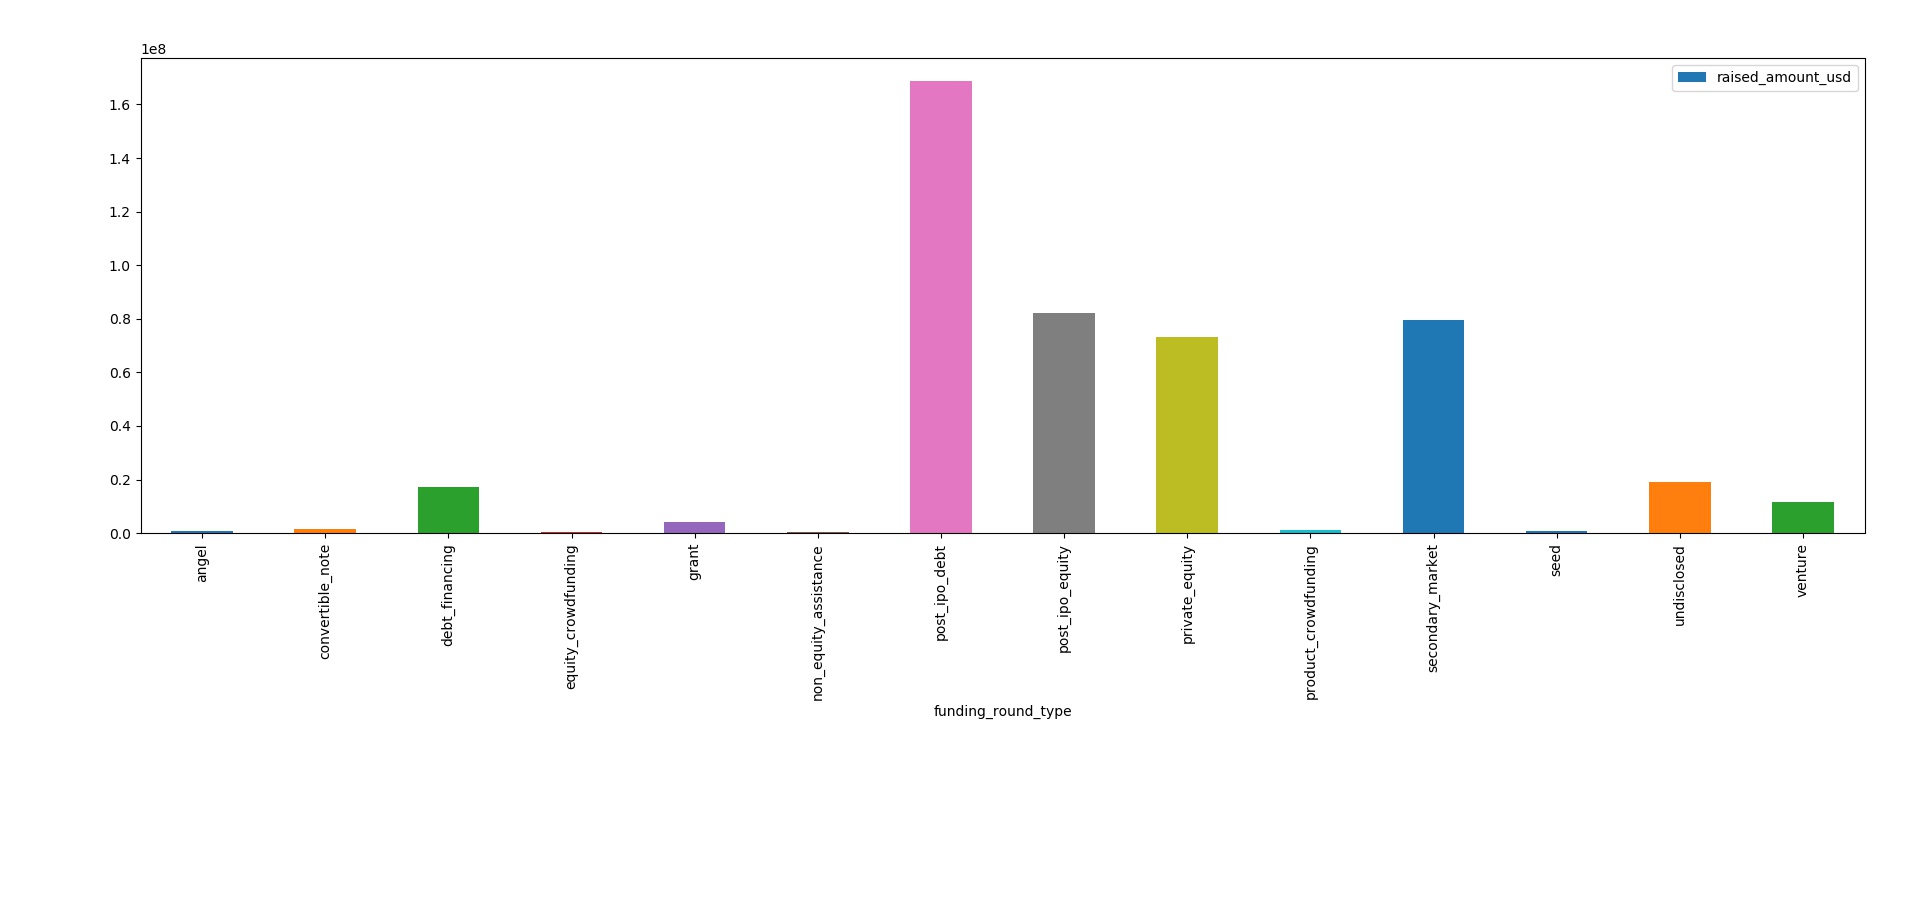 1e8
raised_amount_usd
1.6
1.4
1.2
1.0
0.8
0.6
0.4
0.2
0.0
angel
convertible_note
debt_financing
equity_crowdfunding
grant
non_equity_assistance
post_ipo_debt
post_ipo_equity
private_equity
product_crowdfunding
secondary_market
seed
undisclosed
venture
funding_round_type